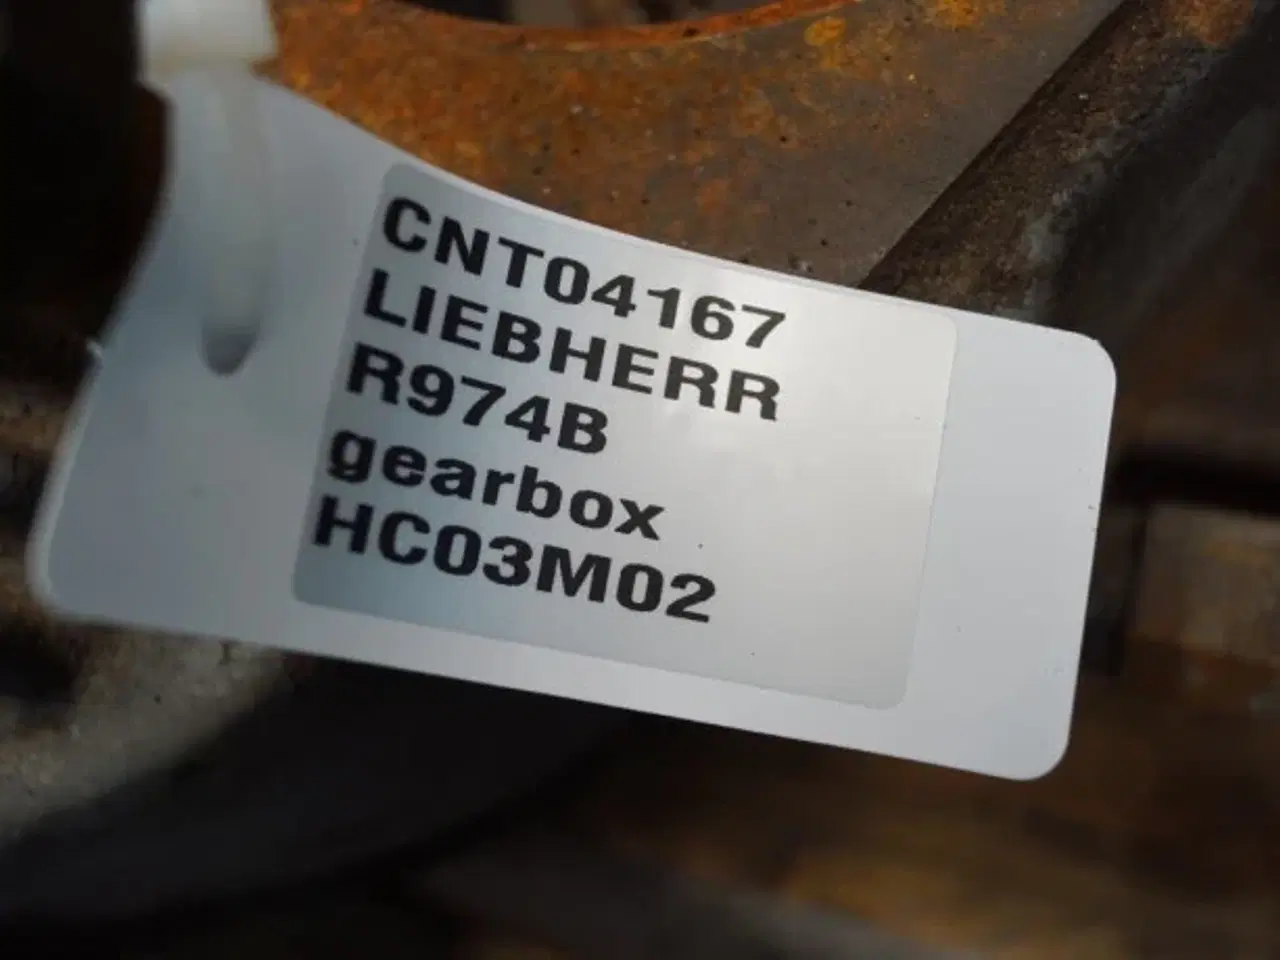 CNT04167
LIEBHERR
R974B
gearbox
HC03M02